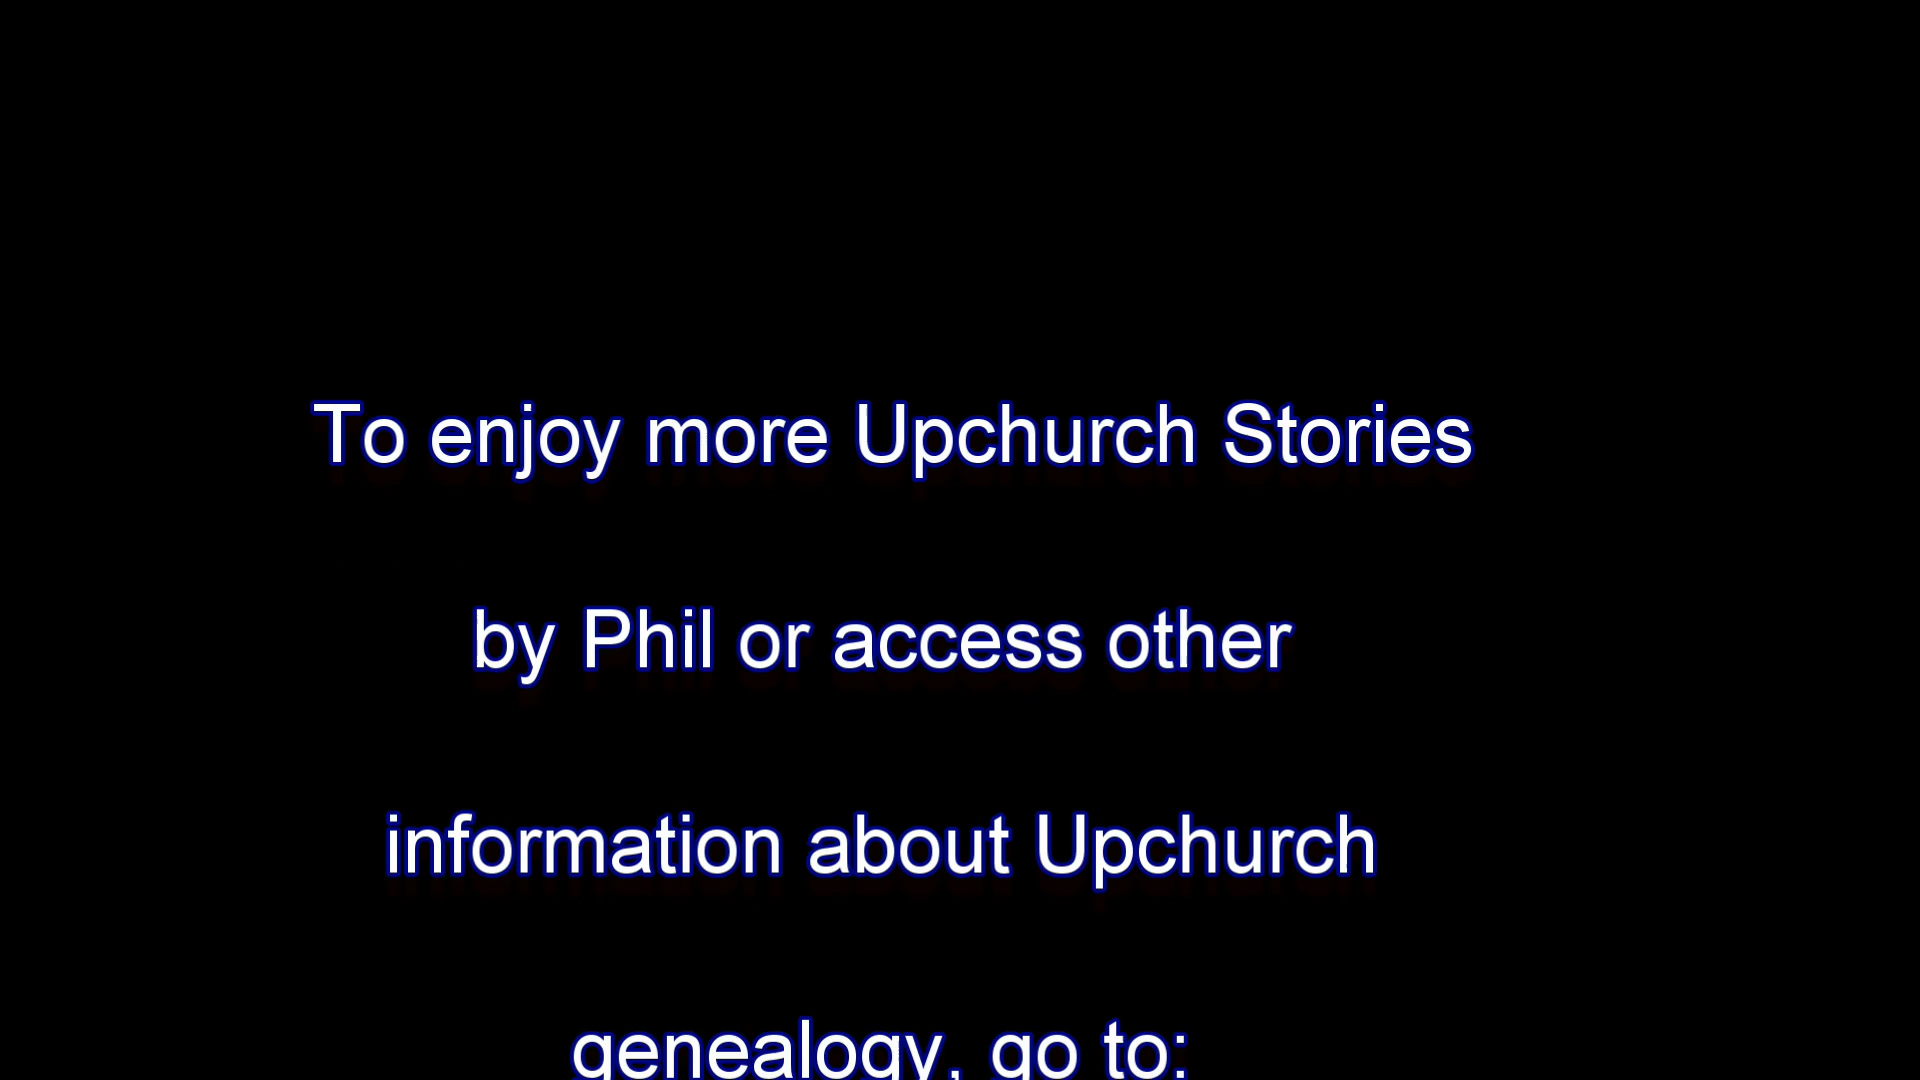 To enjoy more Upchurch Stories
by Phil or access other
information about Upchurch
genealogy, go to: